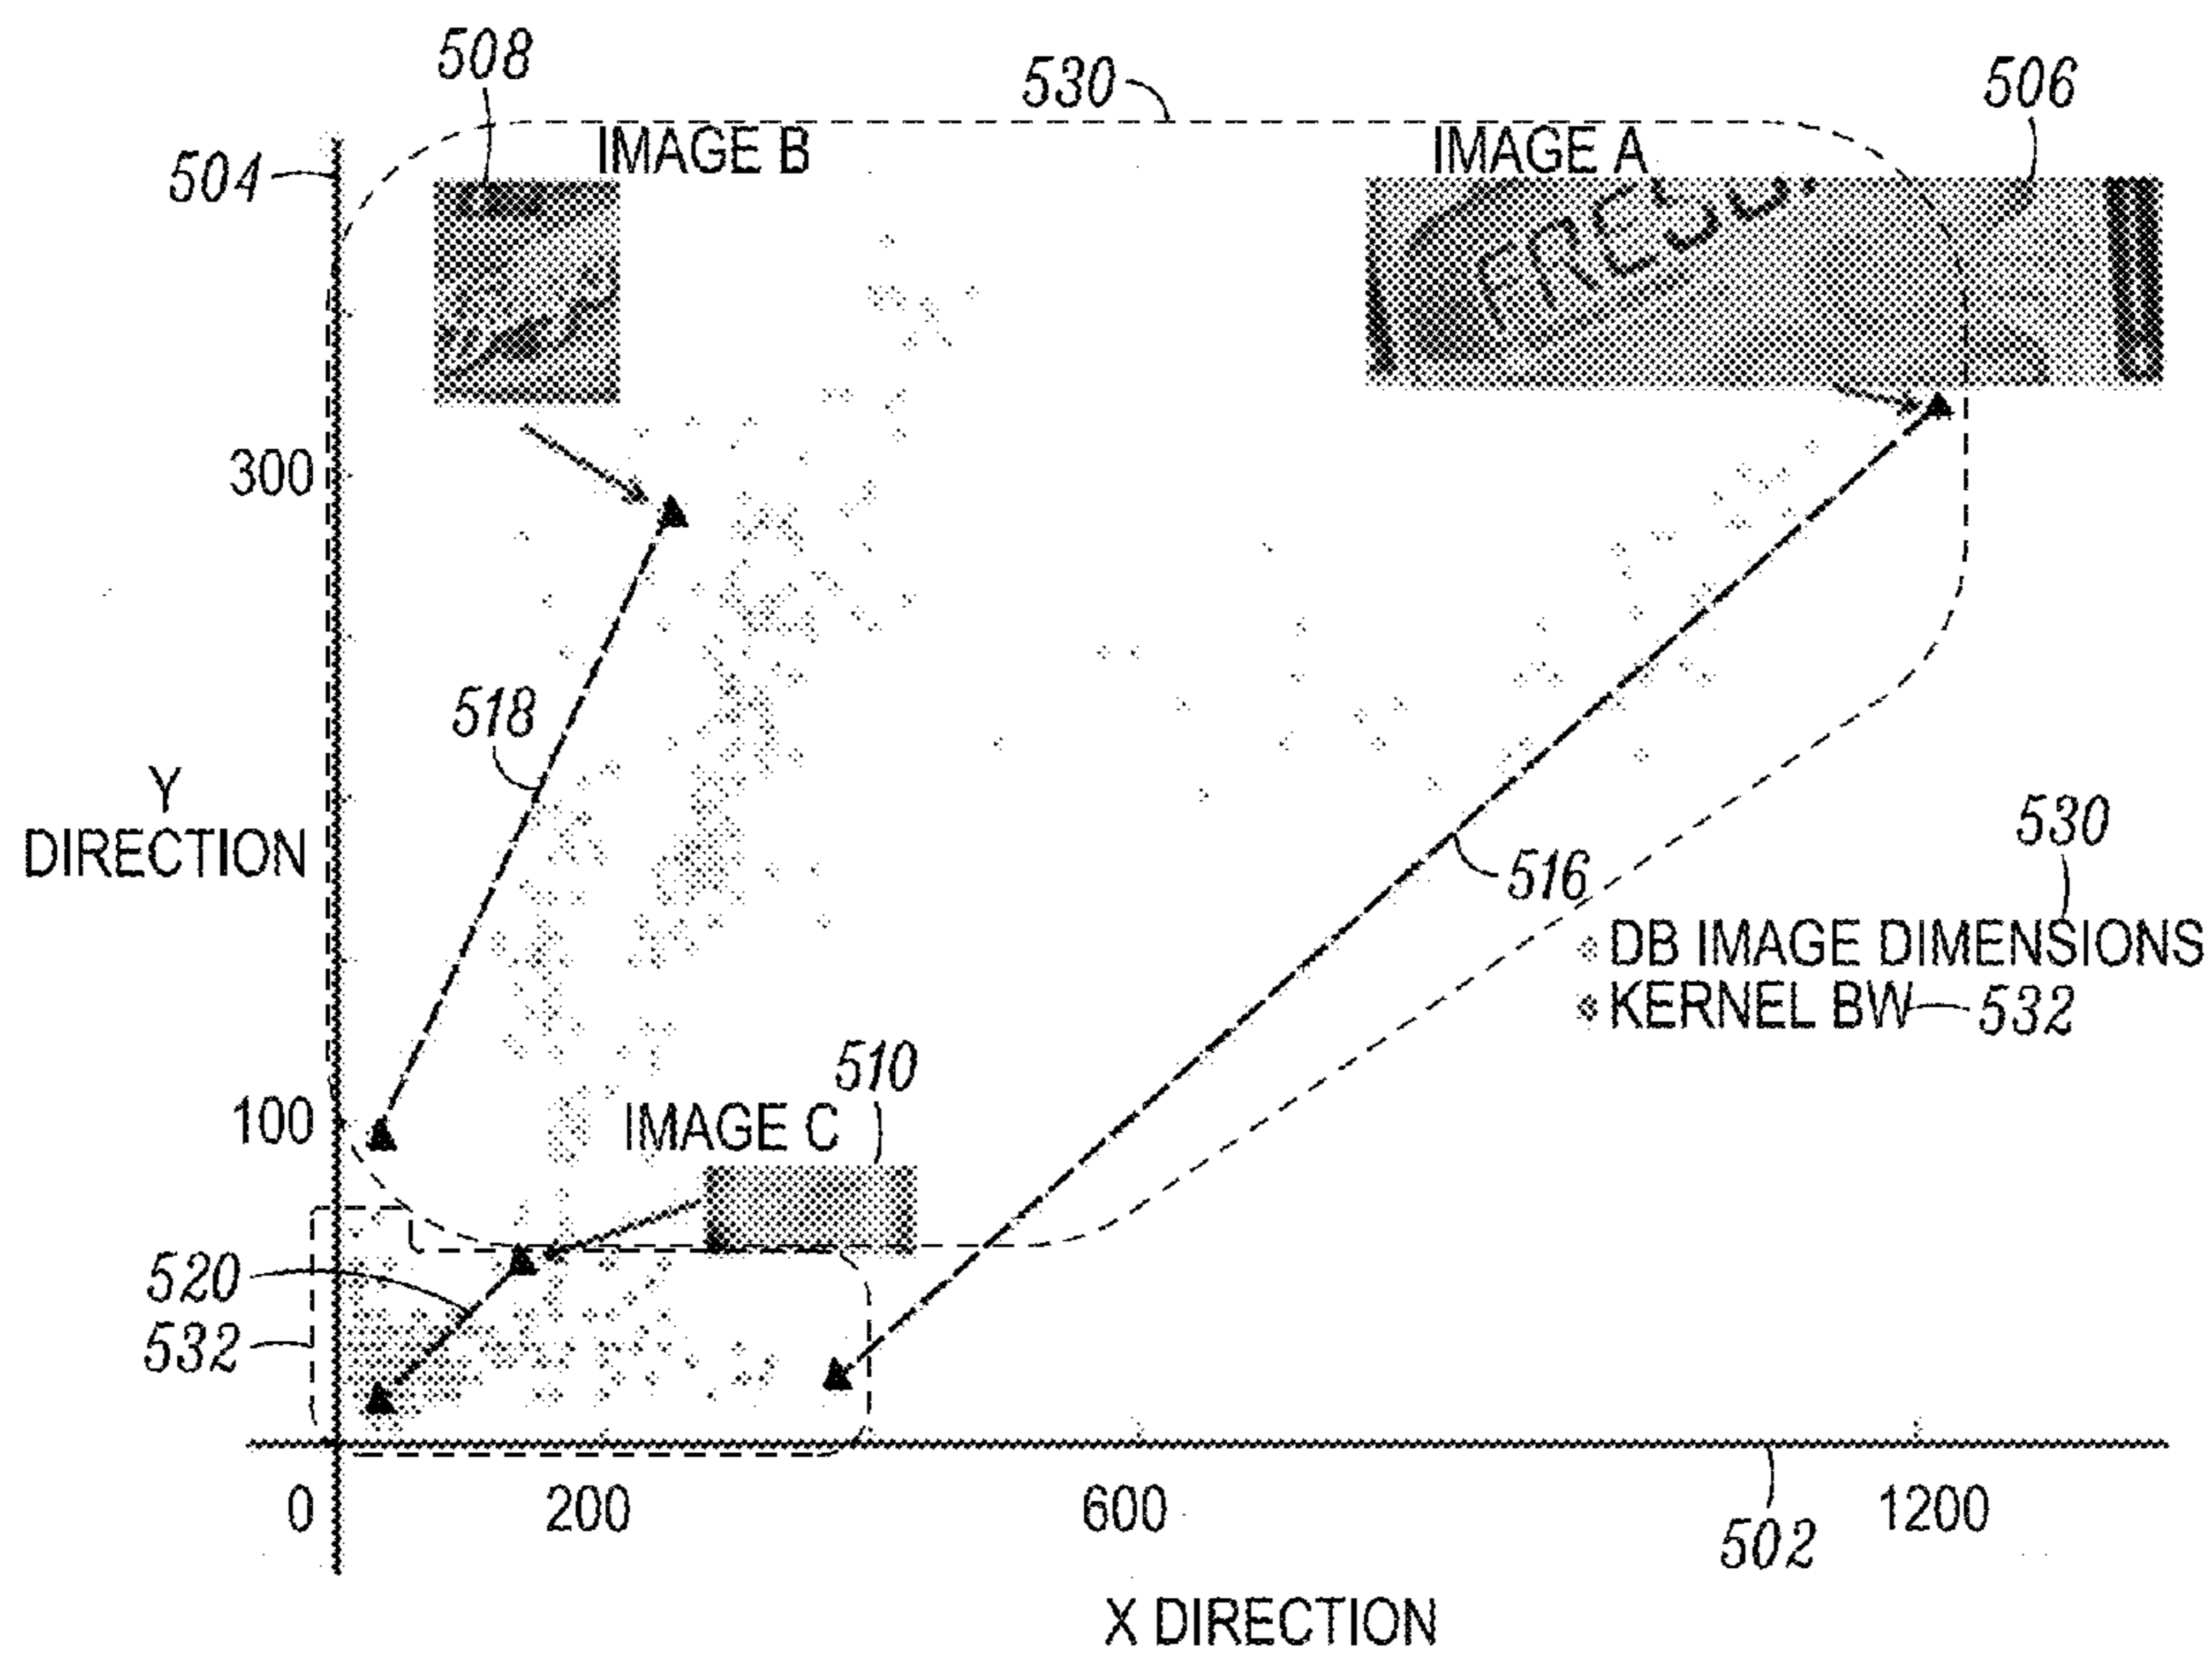 508
530
506
IMAGE B
IMAGE A
504
300
518
Y
DIRECTION
530
516
DB IMAGE DIMENSIONS
KERNEL BW
532
510
100
IMAGE C
520
532
0
200
600
1200
502
X DIRECTION